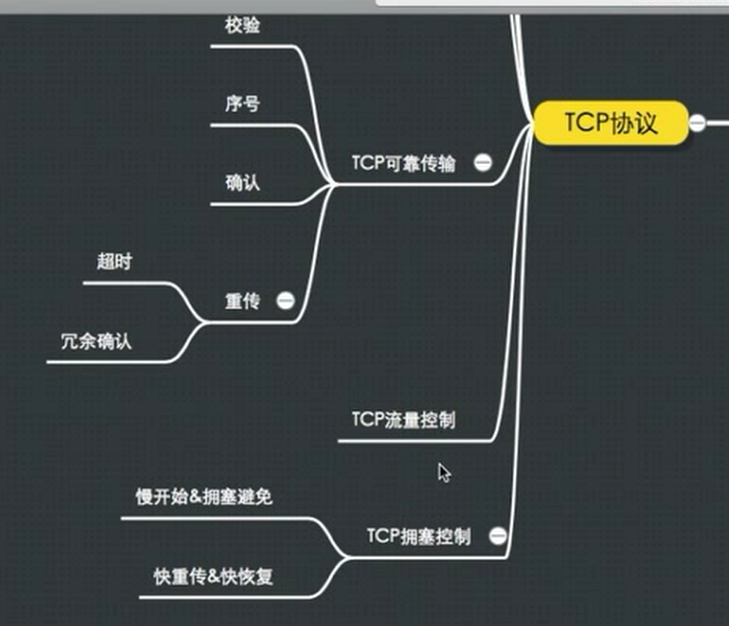 校验
序号
TCP协议
TCP可靠传输
确认
超时
重传
冗余确认
TCP流量控制
慢开始&拥塞避免
TCP拥塞控制
快重传&快恢复